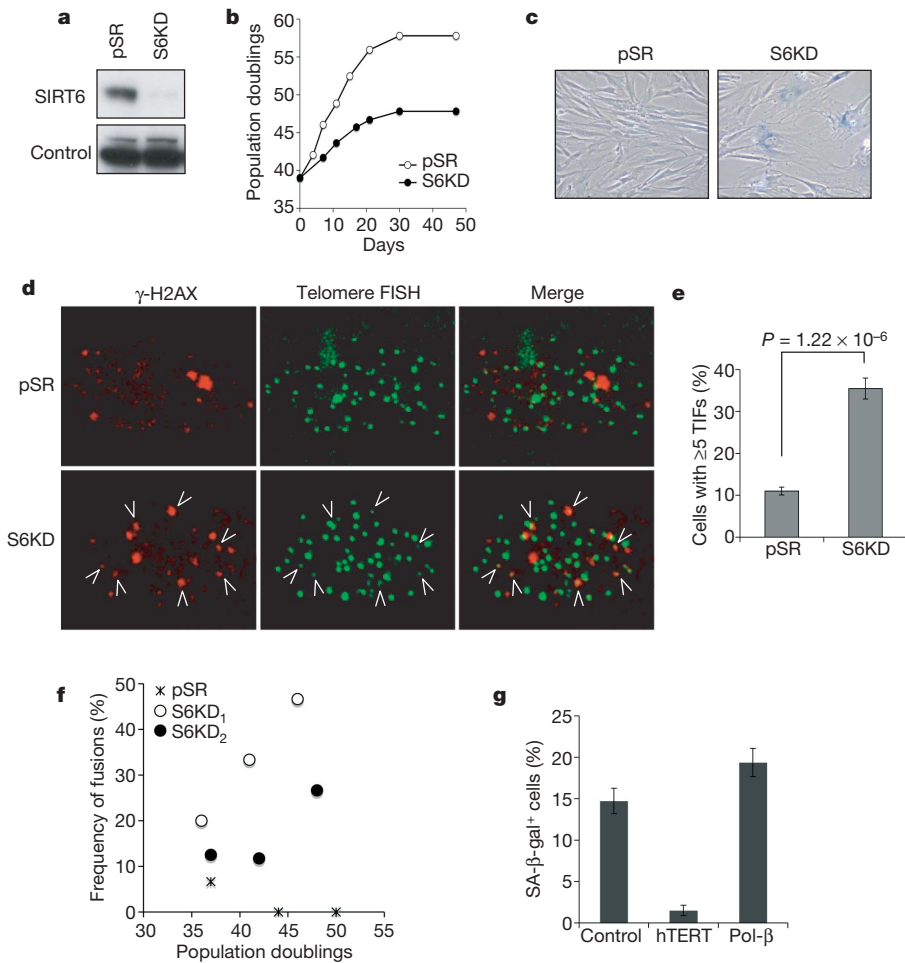 a
pSR
S6KD
SIRT6
Control
b
Population doublings
60
55
50
45
40
35
0 10 20 30 40 50
Days
pSR
S6KD
c
pSR
S6KD
d
γ-H2AX
Telomere FISH
Merge
pSR
S6KD
e
P = 1.22 × 10⁻⁶
Cells with ≥5 TIFs (%)
40
30
20
10
0
pSR
S6KD
f
Frequency of fusions (%)
50
40
30
20
10
0
pSR
S6KD₁
S6KD₂
30 35 40 45 50 55
Population doublings
g
SA-β-gal⁺ cells (%)
25
20
15
10
5
0
Control
hTERT
Pol-β